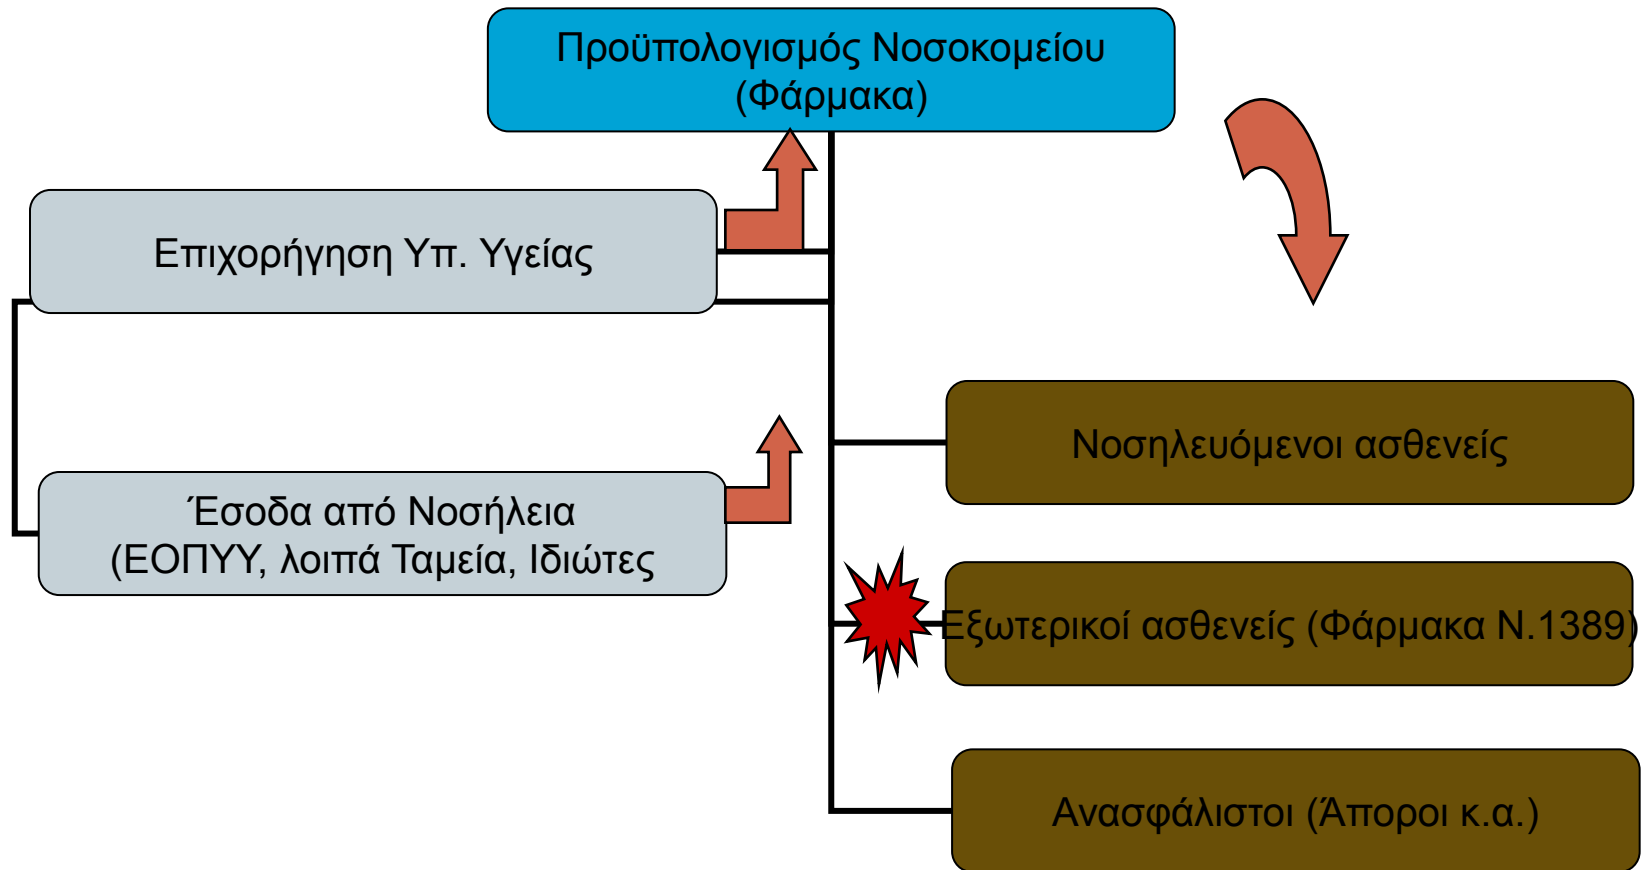 Προϋπολογισμός Νοσοκομείου
(Φάρμακα)
Επιχορήγηση Υπ. Υγείας
Έσοδα από Νοσήλεια
(ΕΟΠΥΥ, λοιπά Ταμεία, Ιδιώτες
Νοσηλευόμενοι ασθενείς
Εξωτερικοί ασθενείς (Φάρμακα Ν.1389)
Ανασφάλιστοι (Άποροι κ.α.)